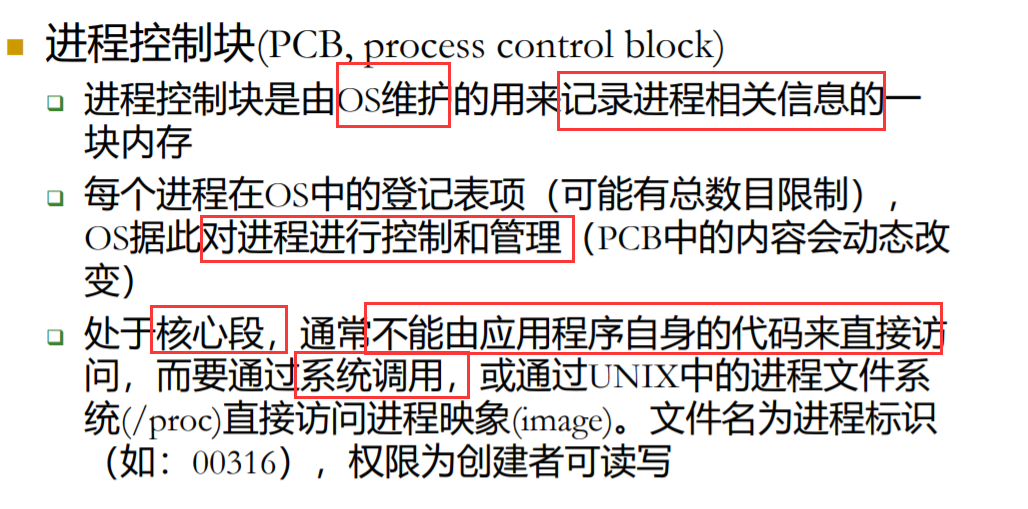 进程控制块(PCB, process control block)
进程控制块是由OS维护的用来记录进程相关信息的一
块内存
每个进程在OS中的登记表项（可能有总数目限制），
OS据此对进程进行控制和管理（PCB中的内容会动态改
变）
处于核心段，通常不能由应用程序自身的代码来直接访
问，而要通过系统调用，或通过UNIX中的进程文件系
统(/proc)直接访问进程映象(image)。文件名为进程标识
（如：00316），权限为创建者可读写